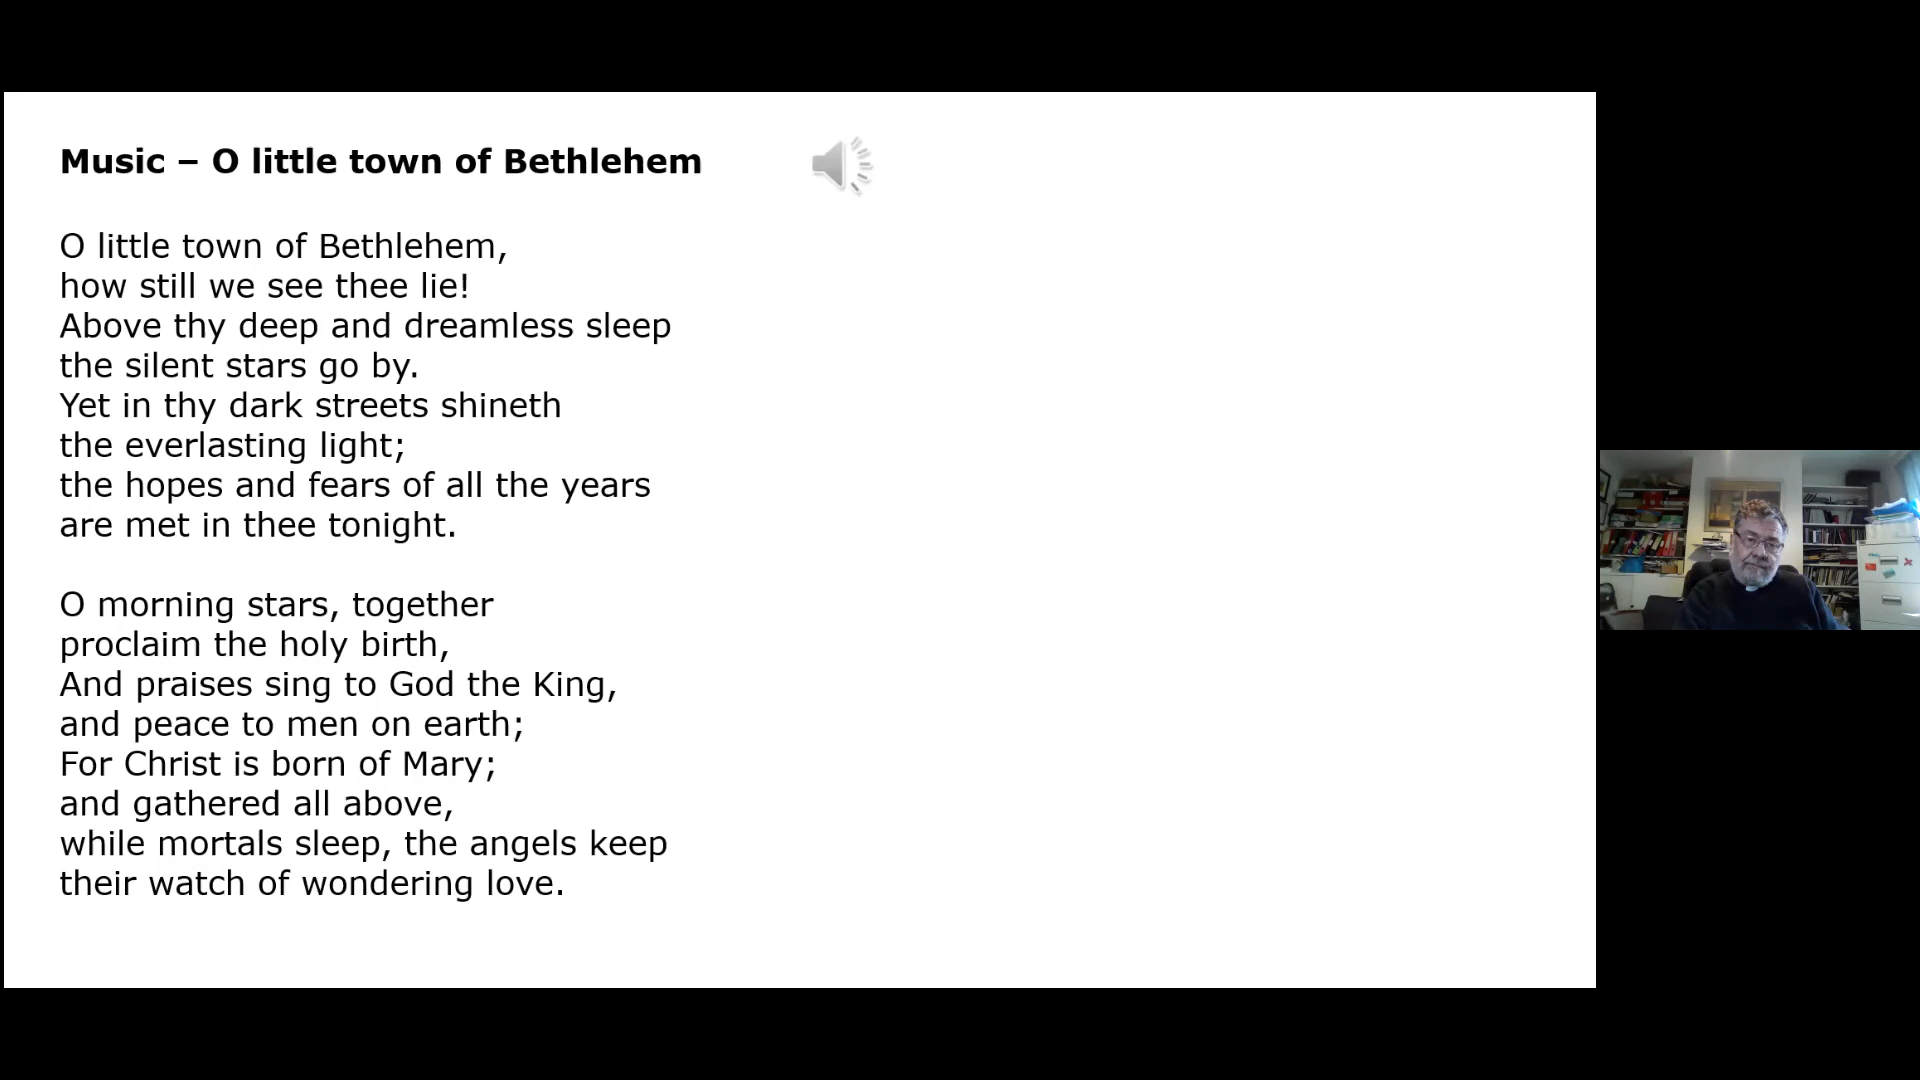 Music – O little town of Bethlehem
O little town of Bethlehem,
how still we see thee lie!
Above thy deep and dreamless sleep
the silent stars go by.
Yet in thy dark streets shineth
the everlasting light;
the hopes and fears of all the years
are met in thee tonight.
O morning stars, together
proclaim the holy birth,
And praises sing to God the King,
and peace to men on earth;
For Christ is born of Mary;
and gathered all above,
while mortals sleep, the angels keep
their watch of wondering love.